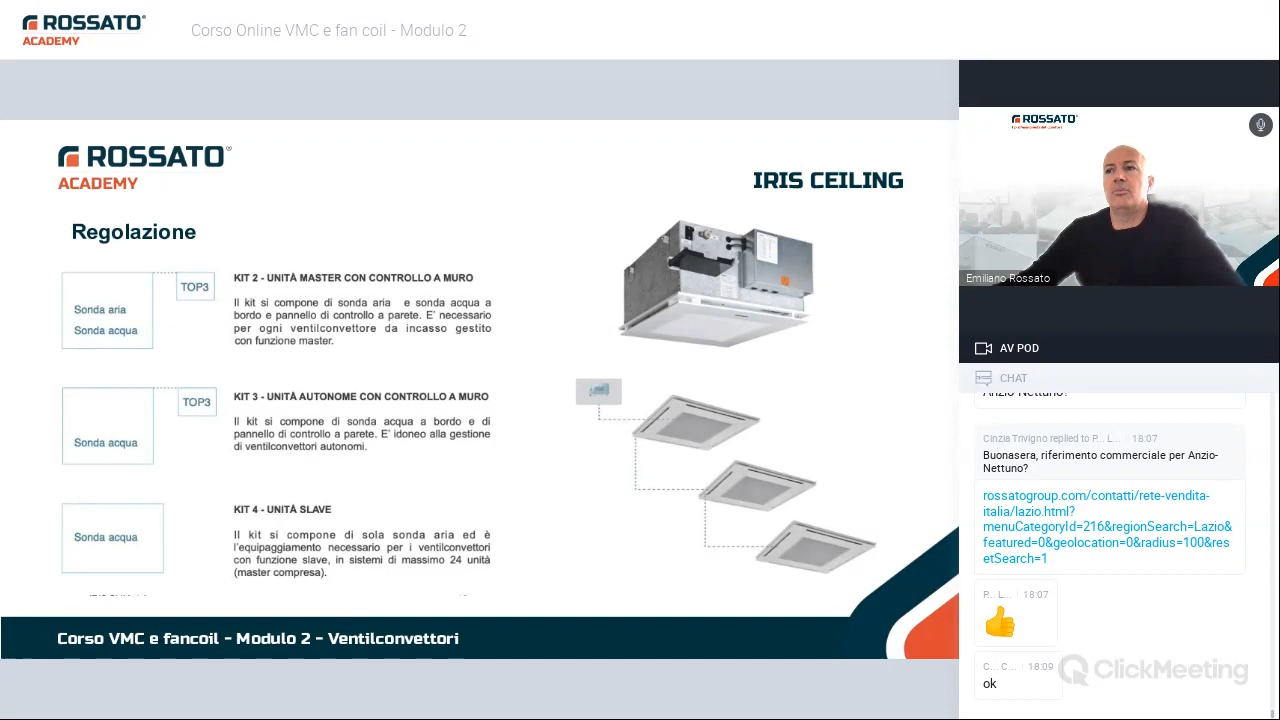 ROSSATO®
ACADEMY
Corso Online VMC e fan coil - Modulo 2
ROSSATO®
ACADEMY
IRIS CEILING
Regolazione
Sonda aria
Sonda acqua
TOP3
KIT 2 - UNITÀ MASTER CON CONTROLLO A MURO
Il kit si compone di sonda aria e sonda acqua a
bordo e pannello di controllo a parete. E' necessario
per ogni ventilconvettore da incasso gestito
con funzione master.
Sonda acqua
TOP3
KIT 3 - UNITÀ AUTONOME CON CONTROLLO A MURO
Il kit si compone di sonda acqua a bordo e di
pannello di controllo a parete. E' idoneo alla gestione
di ventilconvettori autonomi.
Sonda acqua
KIT 4 - UNITÀ SLAVE
Il kit si compone di sola sonda aria ed è
l'equipaggiamento necessario per i ventilconvettori
con funzione slave, in sistemi di massimo 24 unità
(master compresa).
Corso VMC e fancoil - Modulo 2 - Ventilconvettori
ROSSATO®
Emiliano Rossato
AV POD
CHAT
Anzio-Nettuno?
Cinzia Trivigno replied to P... L... 18:07
Buonasera, riferimento commerciale per Anzio-
Nettuno?
rossatogroup.com/contatti/rete-vendita-
italia/lazio.html?
menuCategoryId=216&regionSearch=Lazio&
featured=0&geolocation=0&radius=100&res
etSearch=1
P... L... 18:07
C... C... 18:09
ok
ClickMeeting